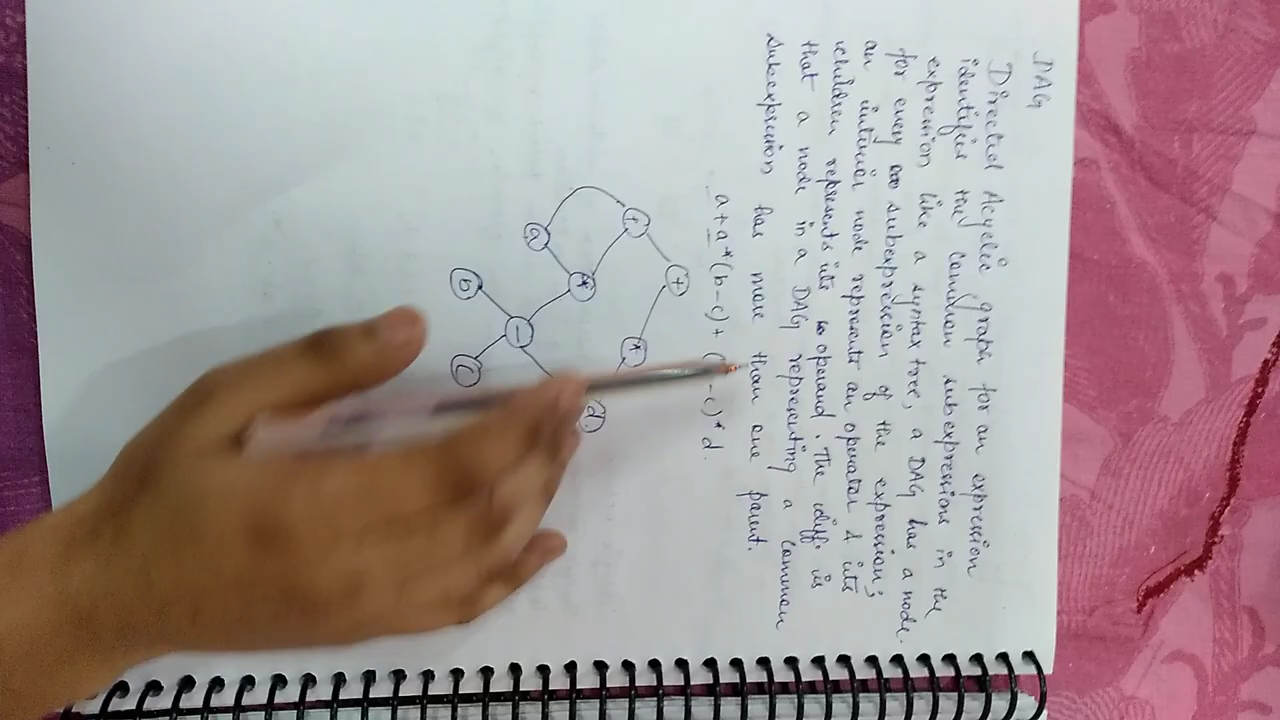 DAG
Directed Acyclic graph for an expression
identifies the common subexpressions in the
expression like a syntax tree, a DAG has a node
for every subexpression of the expression;
an interior node represents an operator & its
children represents its operand. The diff. is
that a node in a DAG representing a common
subexpression has more than one parent.
a+a*(b-c)+( -c)*d.
+
+ *
a * d
-
b c